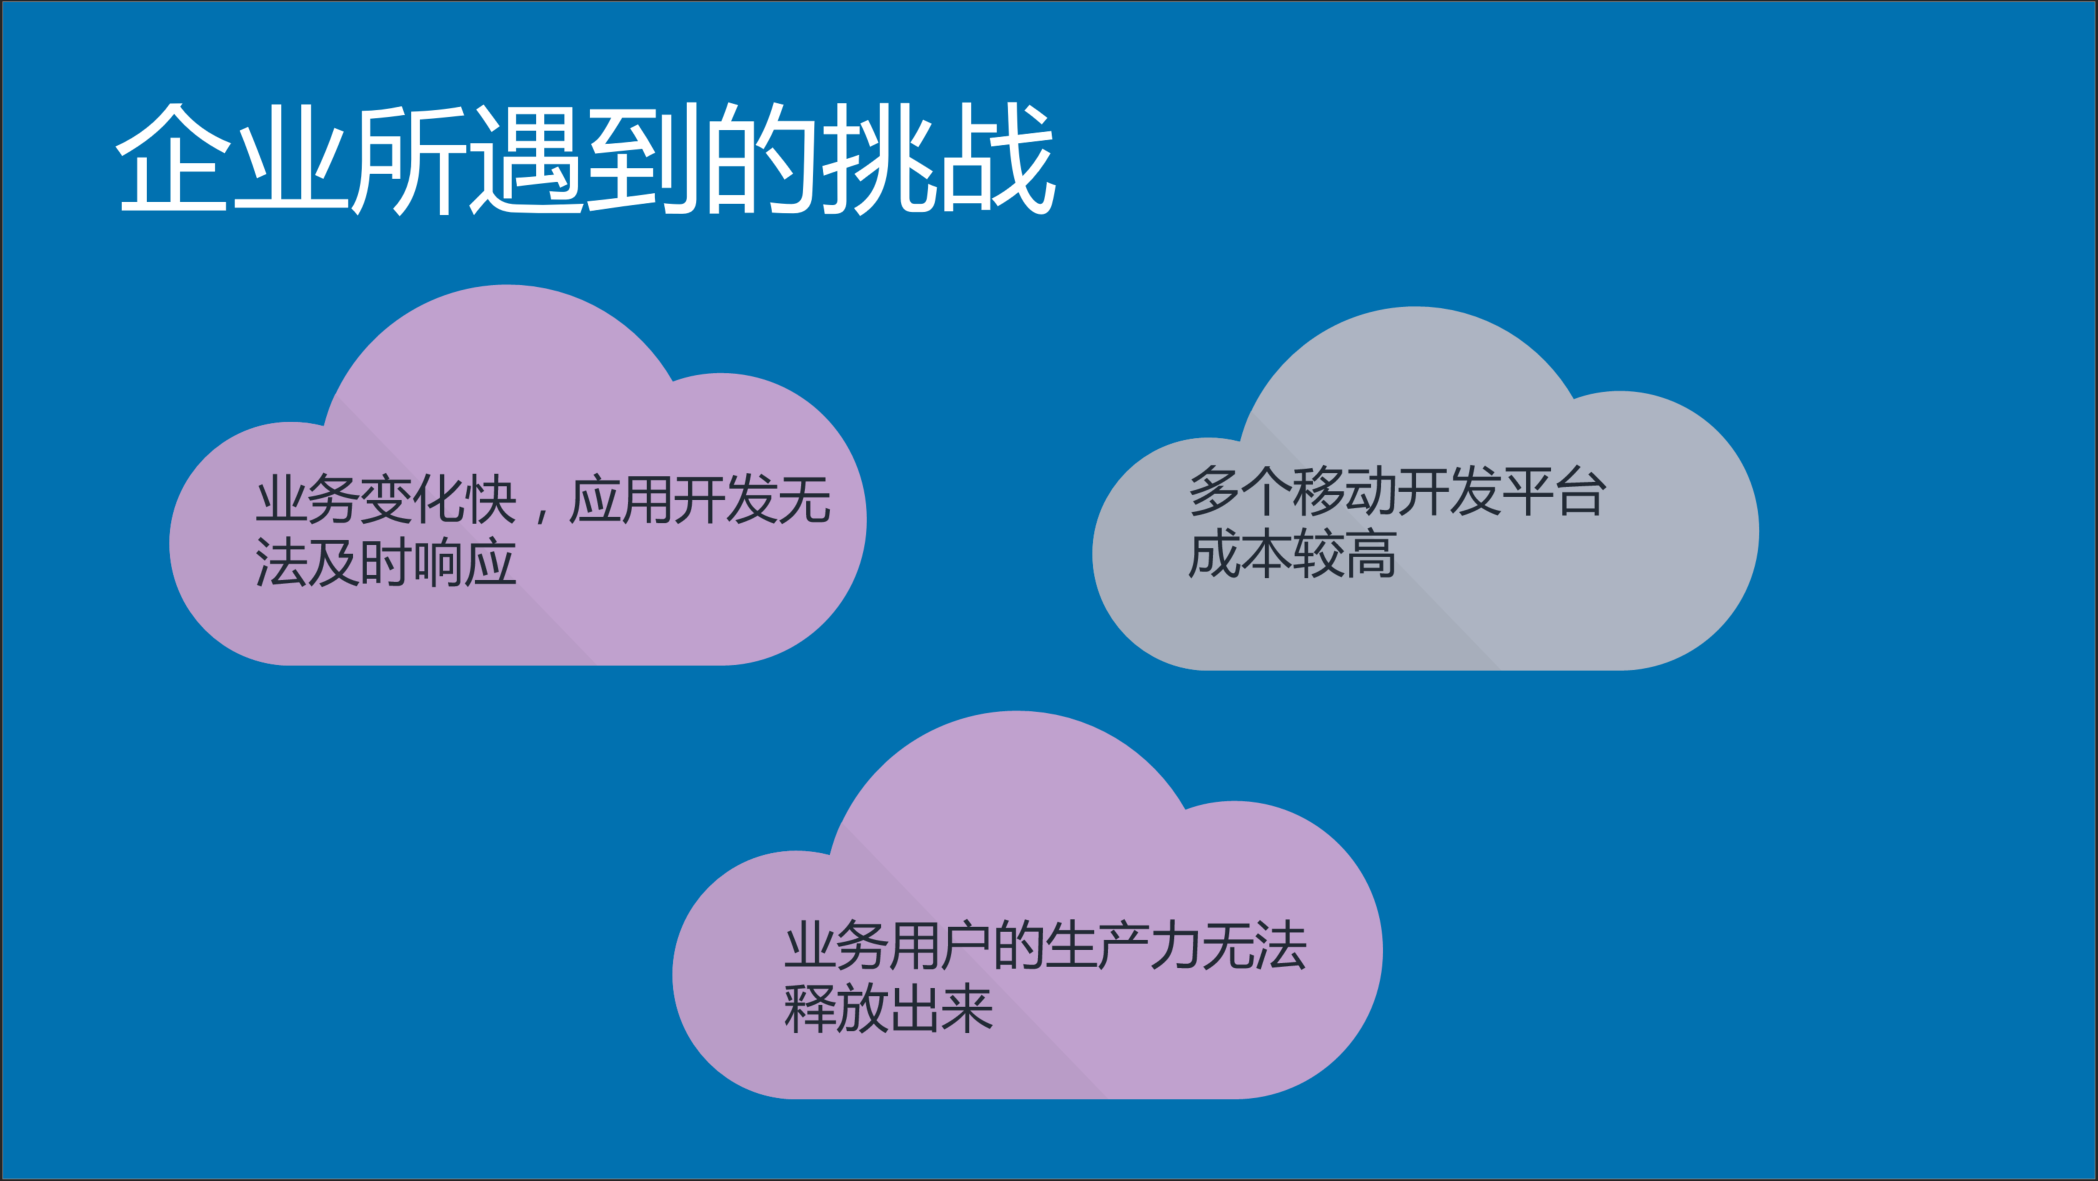 企业所遇到的挑战
业务变化快，应用开发无
法及时响应
多个移动开发平台
成本较高
业务用户的生产力无法
释放出来